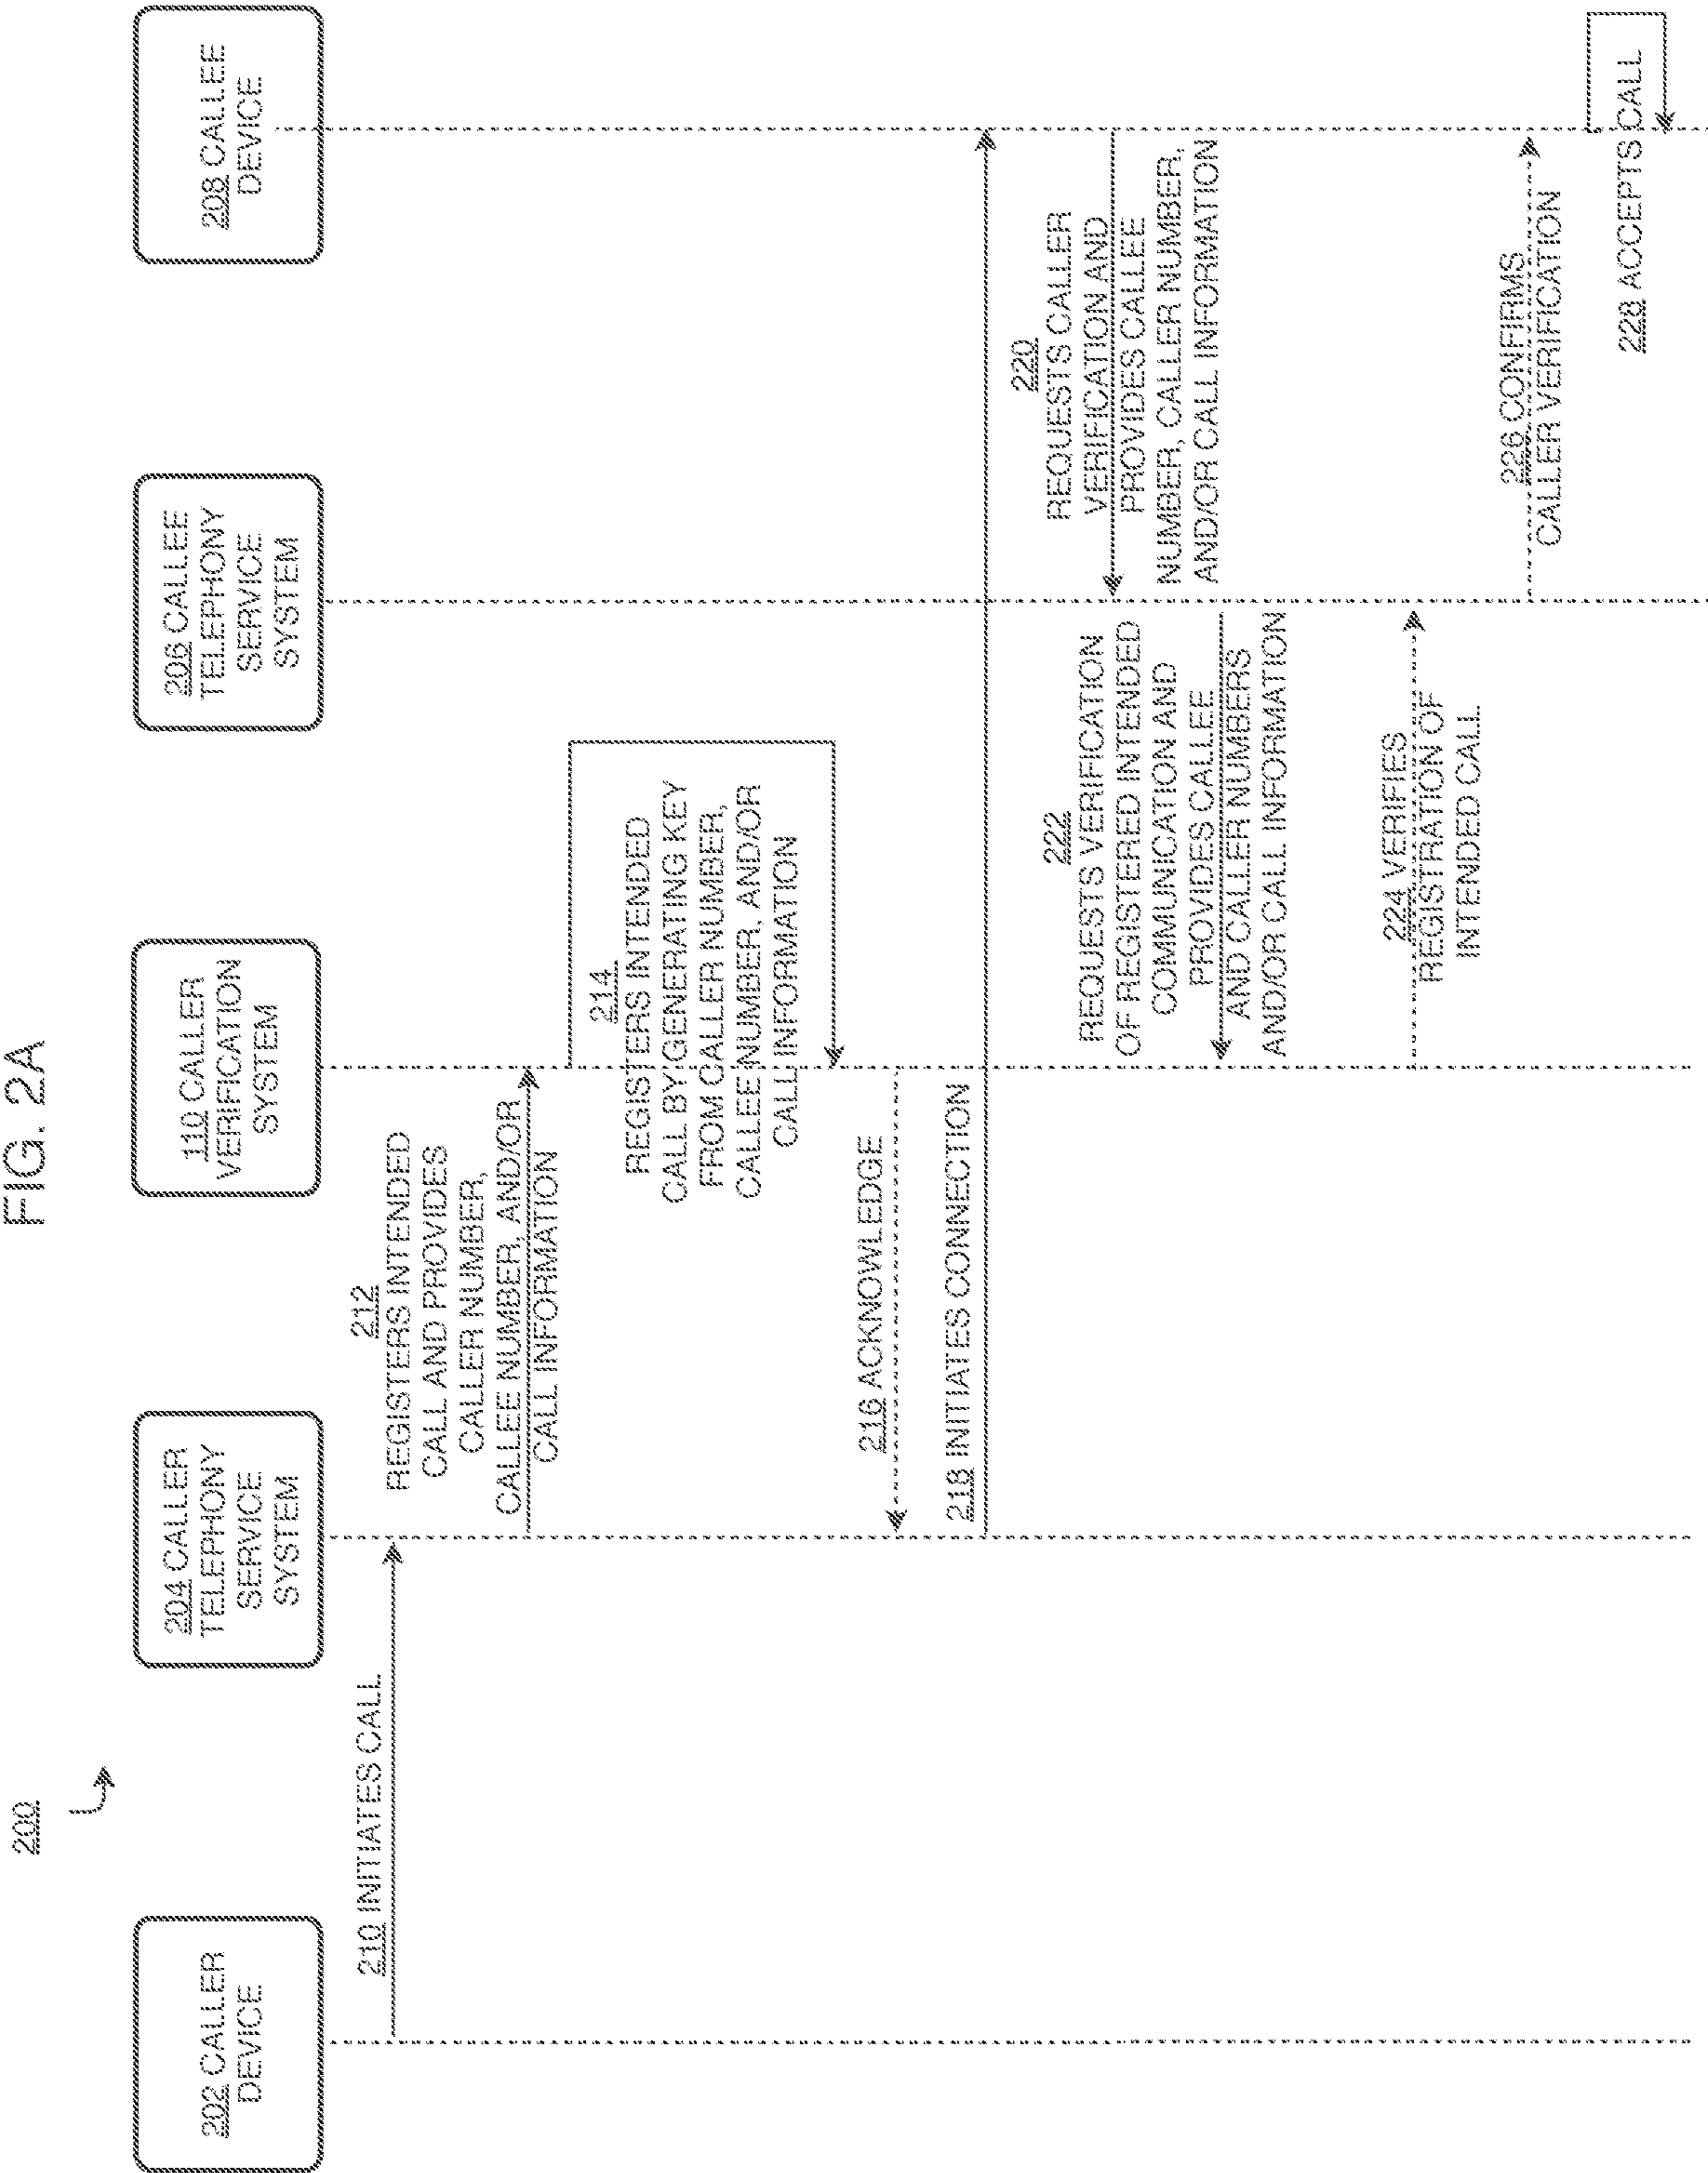 FIG. 2A
200
202 CALLER
DEVICE
204 CALLER
TELEPHONY
SERVICE
SYSTEM
110 CALLER
VERIFICATION
SYSTEM
206 CALLEE
TELEPHONY
SERVICE
SYSTEM
208 CALLEE
DEVICE
210 INITIATES CALL
212
REGISTERS INTENDED
CALL AND PROVIDES
CALLER NUMBER,
CALLEE NUMBER, AND/OR
CALL INFORMATION
214
REGISTERS INTENDED
CALL BY GENERATING KEY
FROM CALLER NUMBER,
CALLEE NUMBER, AND/OR
CALL INFORMATION
216 ACKNOWLEDGE
218 INITIATES CONNECTION
220
REQUESTS CALLER
VERIFICATION AND
PROVIDES CALLEE
NUMBER, CALLER NUMBER,
AND/OR CALL INFORMATION
222
REQUESTS VERIFICATION
OF REGISTERED INTENDED
COMMUNICATION AND
PROVIDES CALLEE
AND CALLER NUMBERS
AND/OR CALL INFORMATION
224 VERIFIES
REGISTRATION OF
INTENDED CALL
226 CONFIRMS
CALLER VERIFICATION
228 ACCEPTS CALL